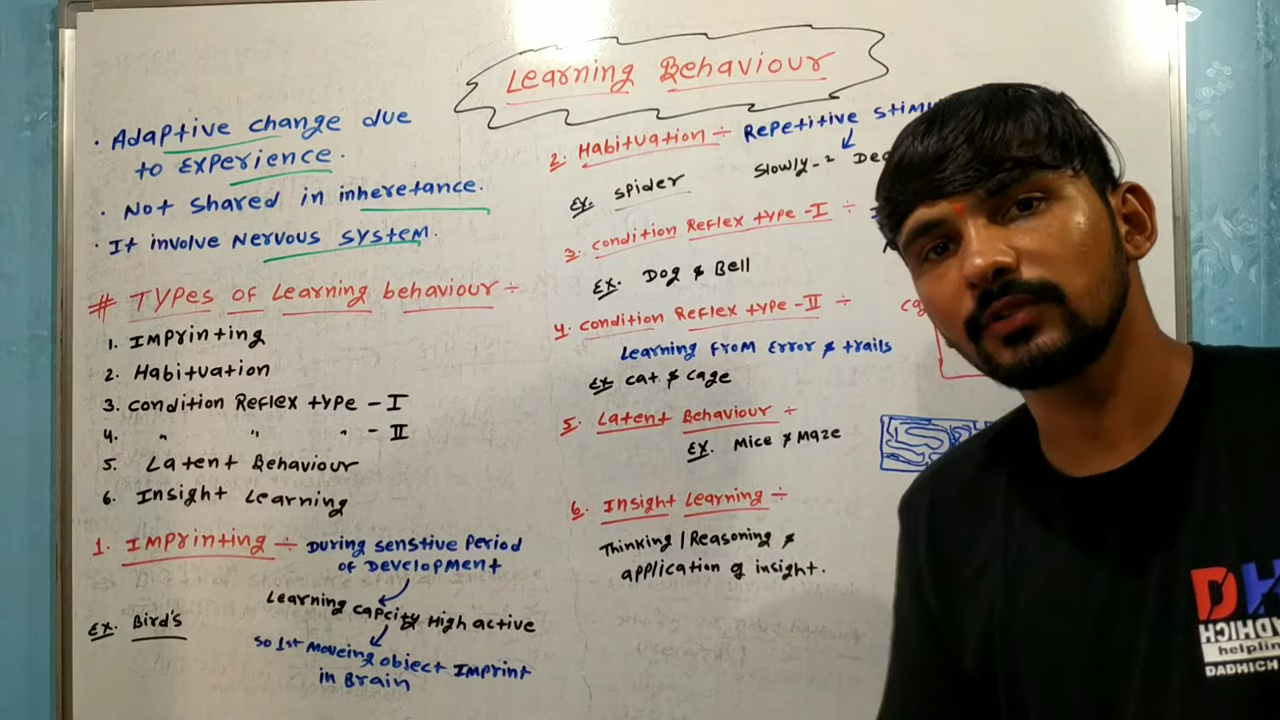 Learning Behaviour
• Adaptive change due
to Experience.
• Not shared in inheretance.
• It involve Nervous system.
# Types of Learning behaviour ÷
1. Imprinting
2. Habituation
3. condition Reflex type - I
4. " " " - II
5. Latent Behaviour
6. Insight Learning
1. Imprinting ÷ During senstive Period
of Development
Learning capcity High active
so 1st Moveing object Imprint
in Brain
Ex. Bird's
2. Habituation ÷ Repetitive
Slowly-2
Ex. spider
3. condition Reflex type - I ÷
Ex. Dog & Bell
4. condition Reflex type - II ÷
Learning from Error & trails
Ex cat & cage
5. Latent Behaviour ÷
Ex. Mice & Maze
6. Insight Learning ÷
Thinking / Reasoning &
application of insight.
helplin
DADHICH